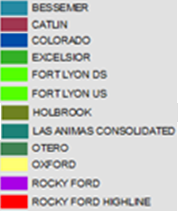 BESSEMER
CATLIN
COLORADO
EXCELSIOR
FORT LYON DS
FORT LYON US
HOLBROOK
LAS ANIMAS CONSOLIDATED
OTERO
OXFORD
ROCKY FORD
ROCKY FORD HIGHLINE